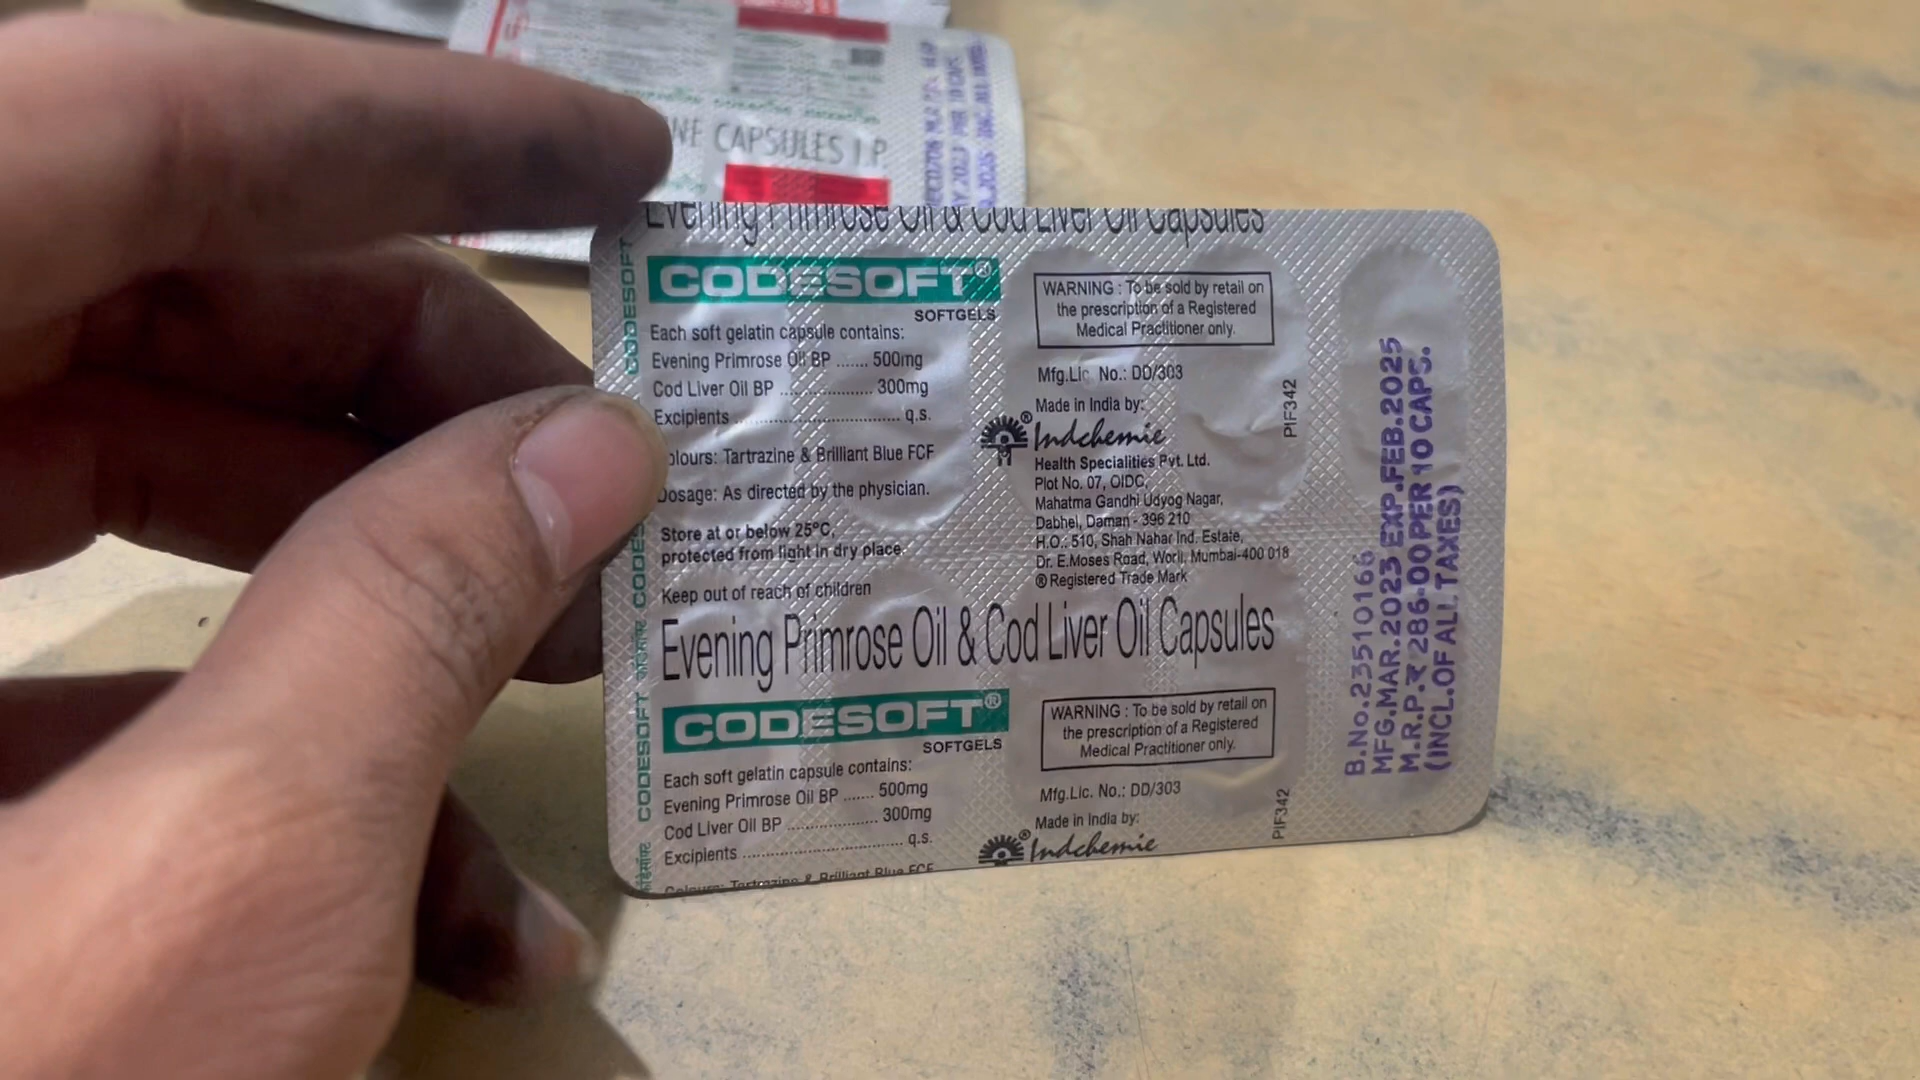 NE CAPSULES I.P.
Evening Primrose Oil & Cod Liver Oil Capsules
CODESOFT®
SOFTGELS
Each soft gelatin capsule contains:
Evening Primrose Oil BP ....... 500mg
Cod Liver Oil BP .................... 300mg
Excipients ................................... q.s.
olours: Tartrazine & Brilliant Blue FCF
Dosage: As directed by the physician.
Store at or below 25°C,
protected from light in dry place.
Keep out of reach of children
WARNING : To be sold by retail on
the prescription of a Registered
Medical Practitioner only.
Mfg.Lic. No.: DD/303
Made in India by:
Indchemie®
Health Specialities Pvt. Ltd.
Plot No. 07, OIDC,
Mahatma Gandhi Udyog Nagar,
Dabhel, Daman - 396 210
H.O.: 510, Shah Nahar Ind. Estate,
Dr. E.Moses Road, Worli, Mumbai-400 018
® Registered Trade Mark
PIF342
Evening Primrose Oil & Cod Liver Oil Capsules
CODESOFT®
SOFTGELS
Each soft gelatin capsule contains:
Evening Primrose Oil BP ....... 500mg
Cod Liver Oil BP .................... 300mg
Excipients ................................... q.s.
Colours: Tartrazine & Brilliant Blue FCF
WARNING : To be sold by retail on
the prescription of a Registered
Medical Practitioner only.
Mfg.Lic. No.: DD/303
Made in India by:
Indchemie®
PIF342
B.No.23510166
MFG.MAR.2023 EXP.FEB.2025
M.R.P.₹ 286-00 PER 10 CAPS.
(INCL.OF ALL TAXES)
CODESOFT
CODES
CODESOFT